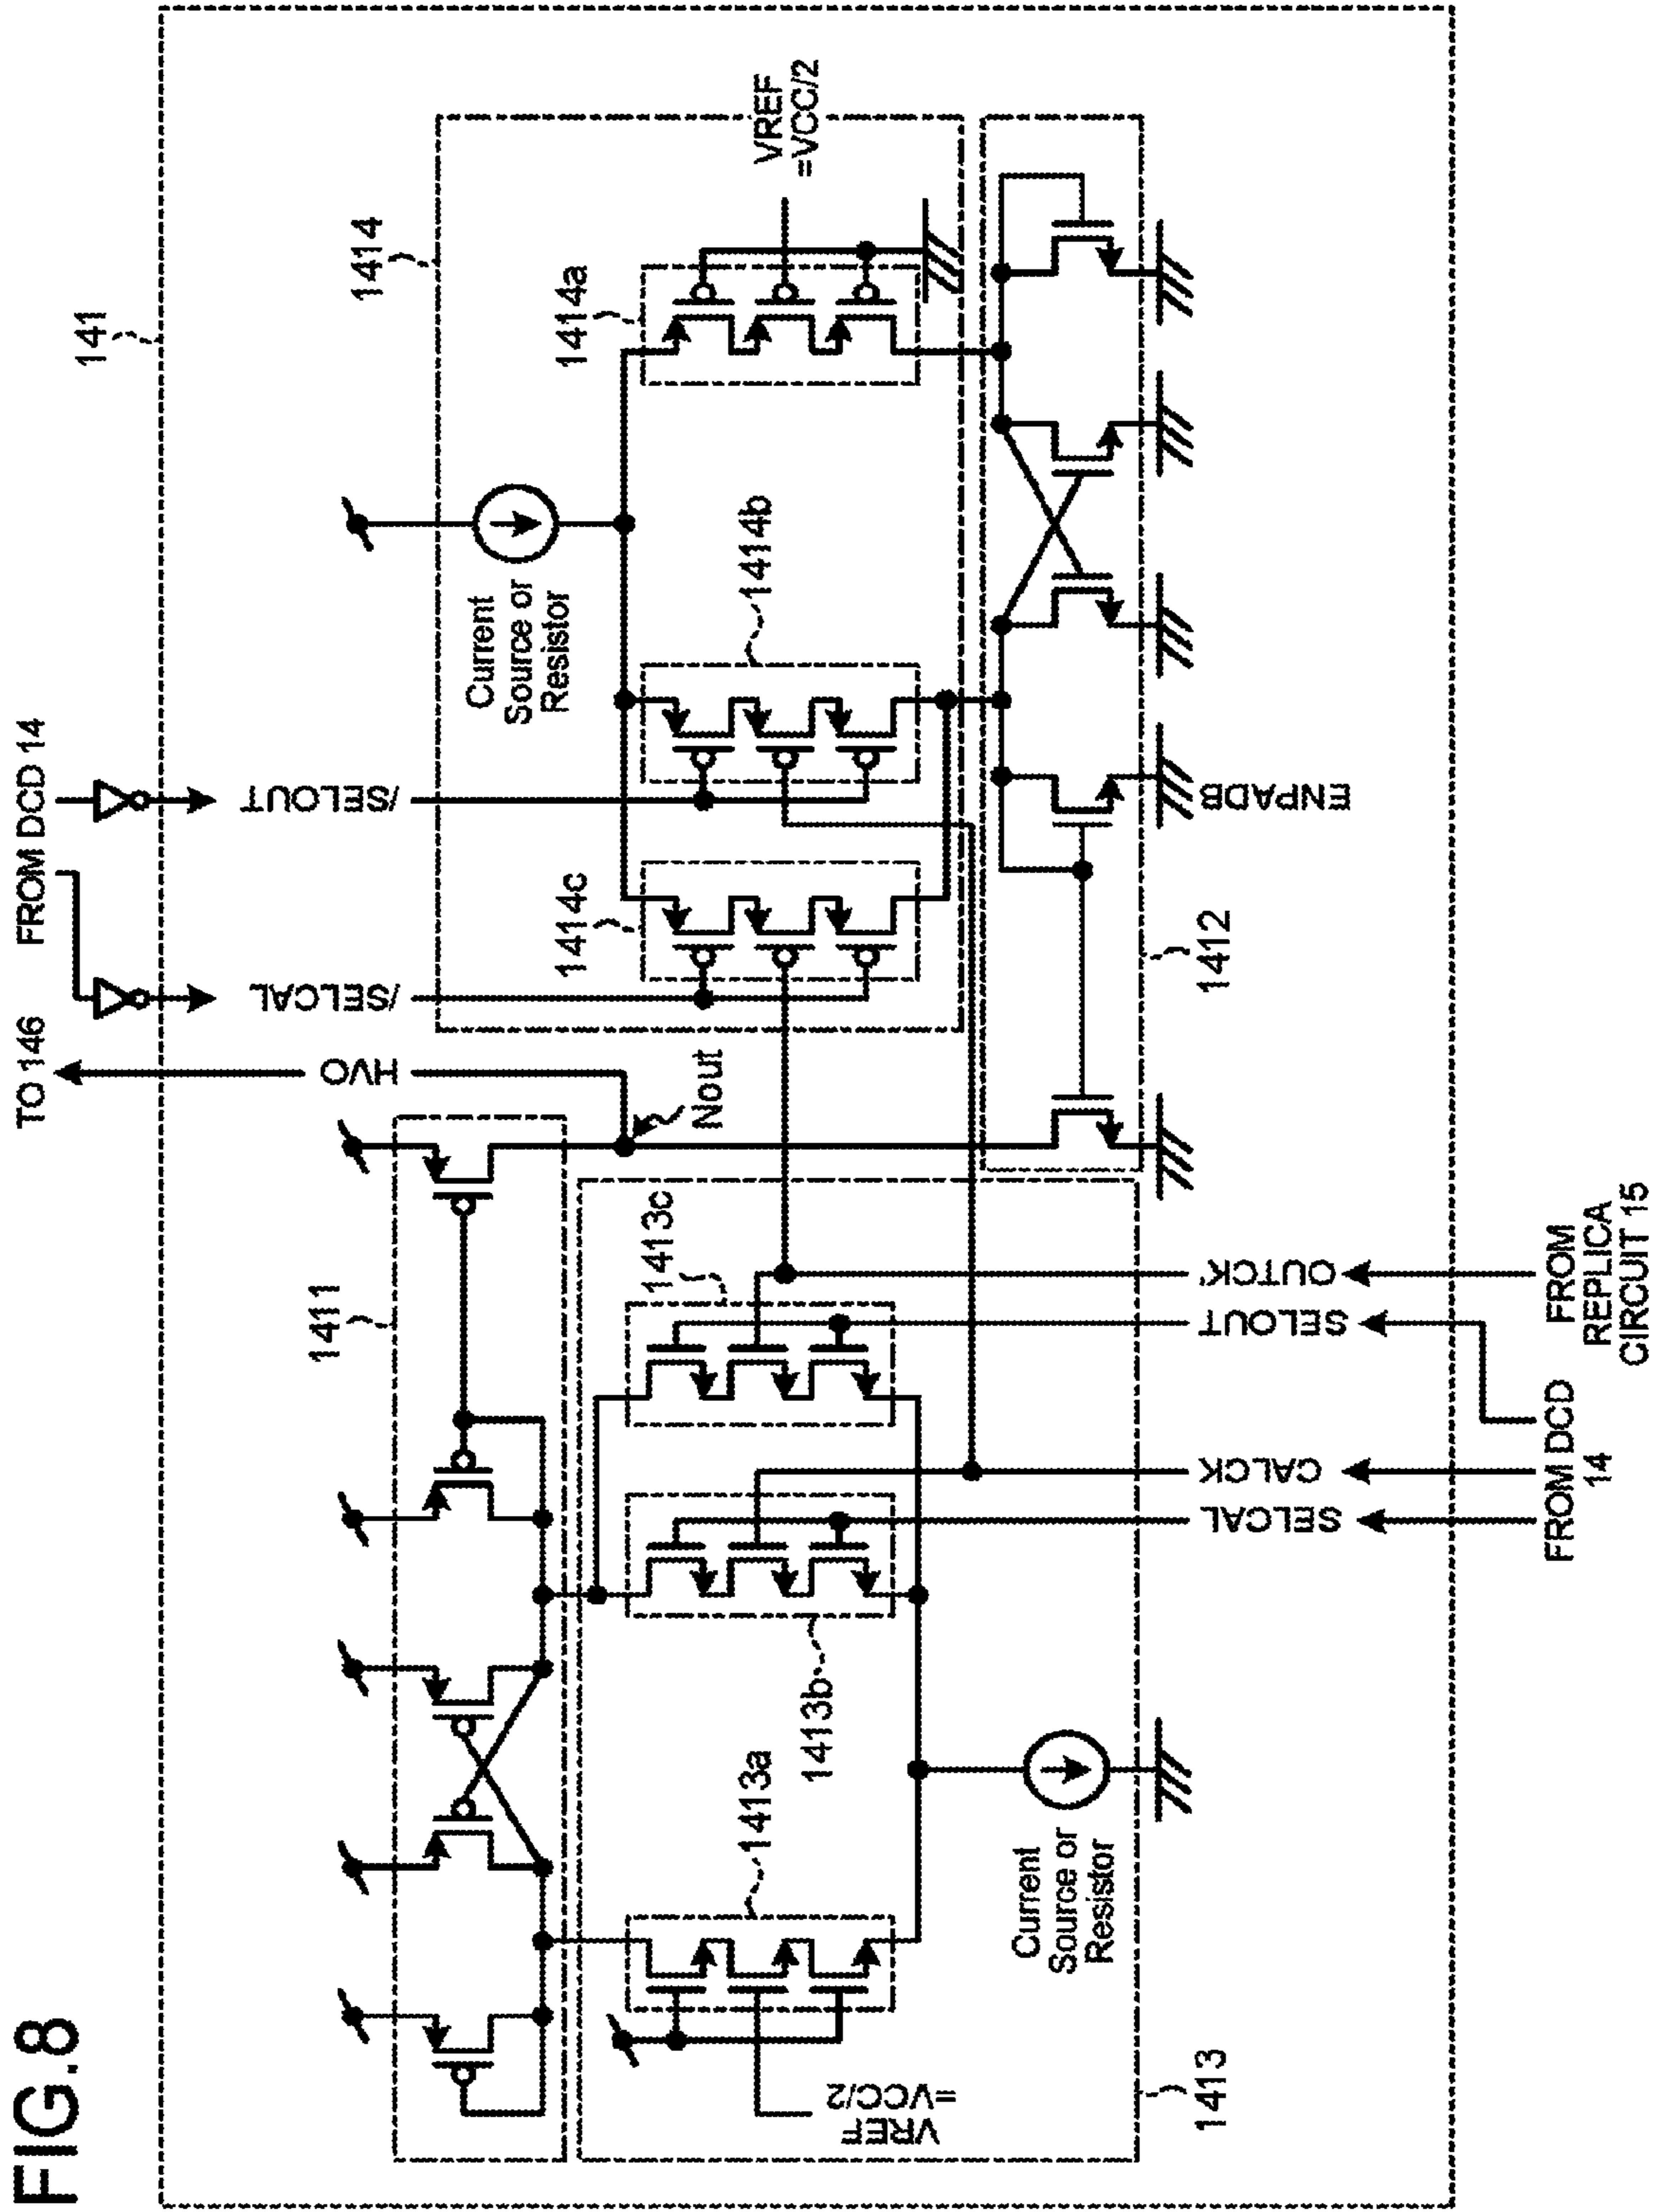 FIG.8
141
TO 146
FROM DCD 14
HVO
/SELCAL
/SELOUT
1411
Nout
1414
1414c
1414b
1414a
Current
Source or
Resistor
VREF
=VCC/2
1413
1413a
1413b
1413c
VREF
=VCC/2
Current
Source or
Resistor
1412
ENPADB
SELCAL
CALCK
SELOUT
OUTCK'
FROM DCD
14
FROM
REPLICA
CIRCUIT 15